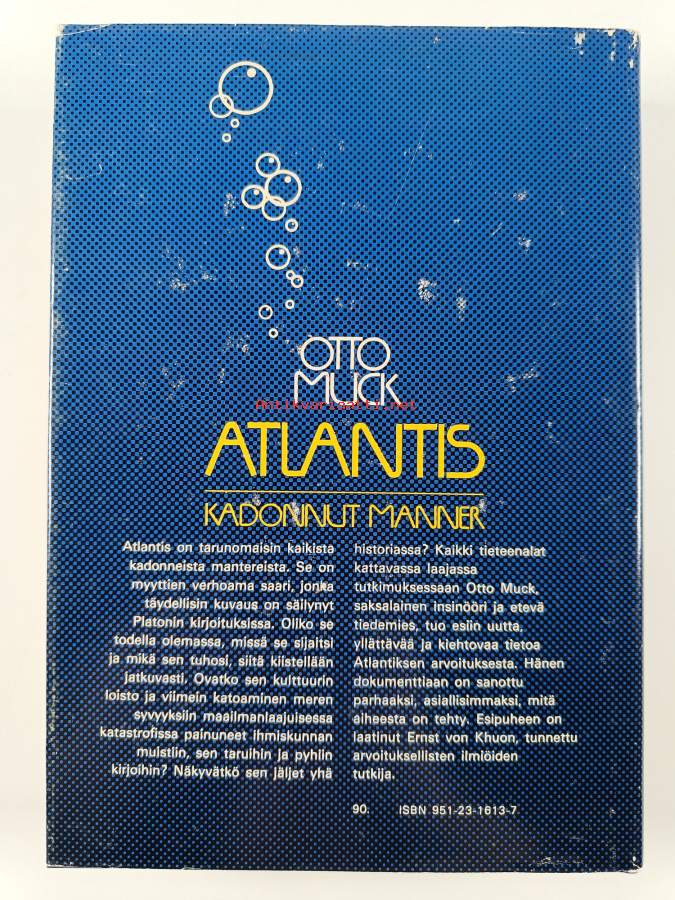 OTTO
MUCK
Antikvariaatti.net
ATLANTIS
KADONNUT MANNER
Atlantis on tarunomaisin kaikista
kadonneista mantereista. Se on
myyttien verhoama saari, jonka
täydellisin kuvaus on säilynyt
Platonin kirjoituksissa. Oliko se
todella olemassa, missä se sijaitsi
ja mikä sen tuhosi, siitä kiistellään
jatkuvasti. Ovatko sen kulttuurin
loisto ja viimein katoaminen meren
syvyyksiin maailmanlaajuisessa
katastrofissa painuneet ihmiskunnan
muistiin, sen taruihin ja pyhiin
kirjoihin? Näkyvätkö sen jäljet yhä
historiassa? Kaikki tieteenalat
kattavassa laajassa
tutkimuksessaan Otto Muck,
saksalainen insinööri ja etevä
tiedemies, tuo esiin uutta,
yllättävää ja kiehtovaa tietoa
Atlantiksen arvoituksesta. Hänen
dokumenttiaan on sanottu
parhaaksi, asiallisimmaksi, mitä
aiheesta on tehty. Esipuheen on
laatinut Ernst von Khuon, tunnettu
arvoituksellisten ilmiöiden
tutkija.
90. ISBN 951-23-1613-7